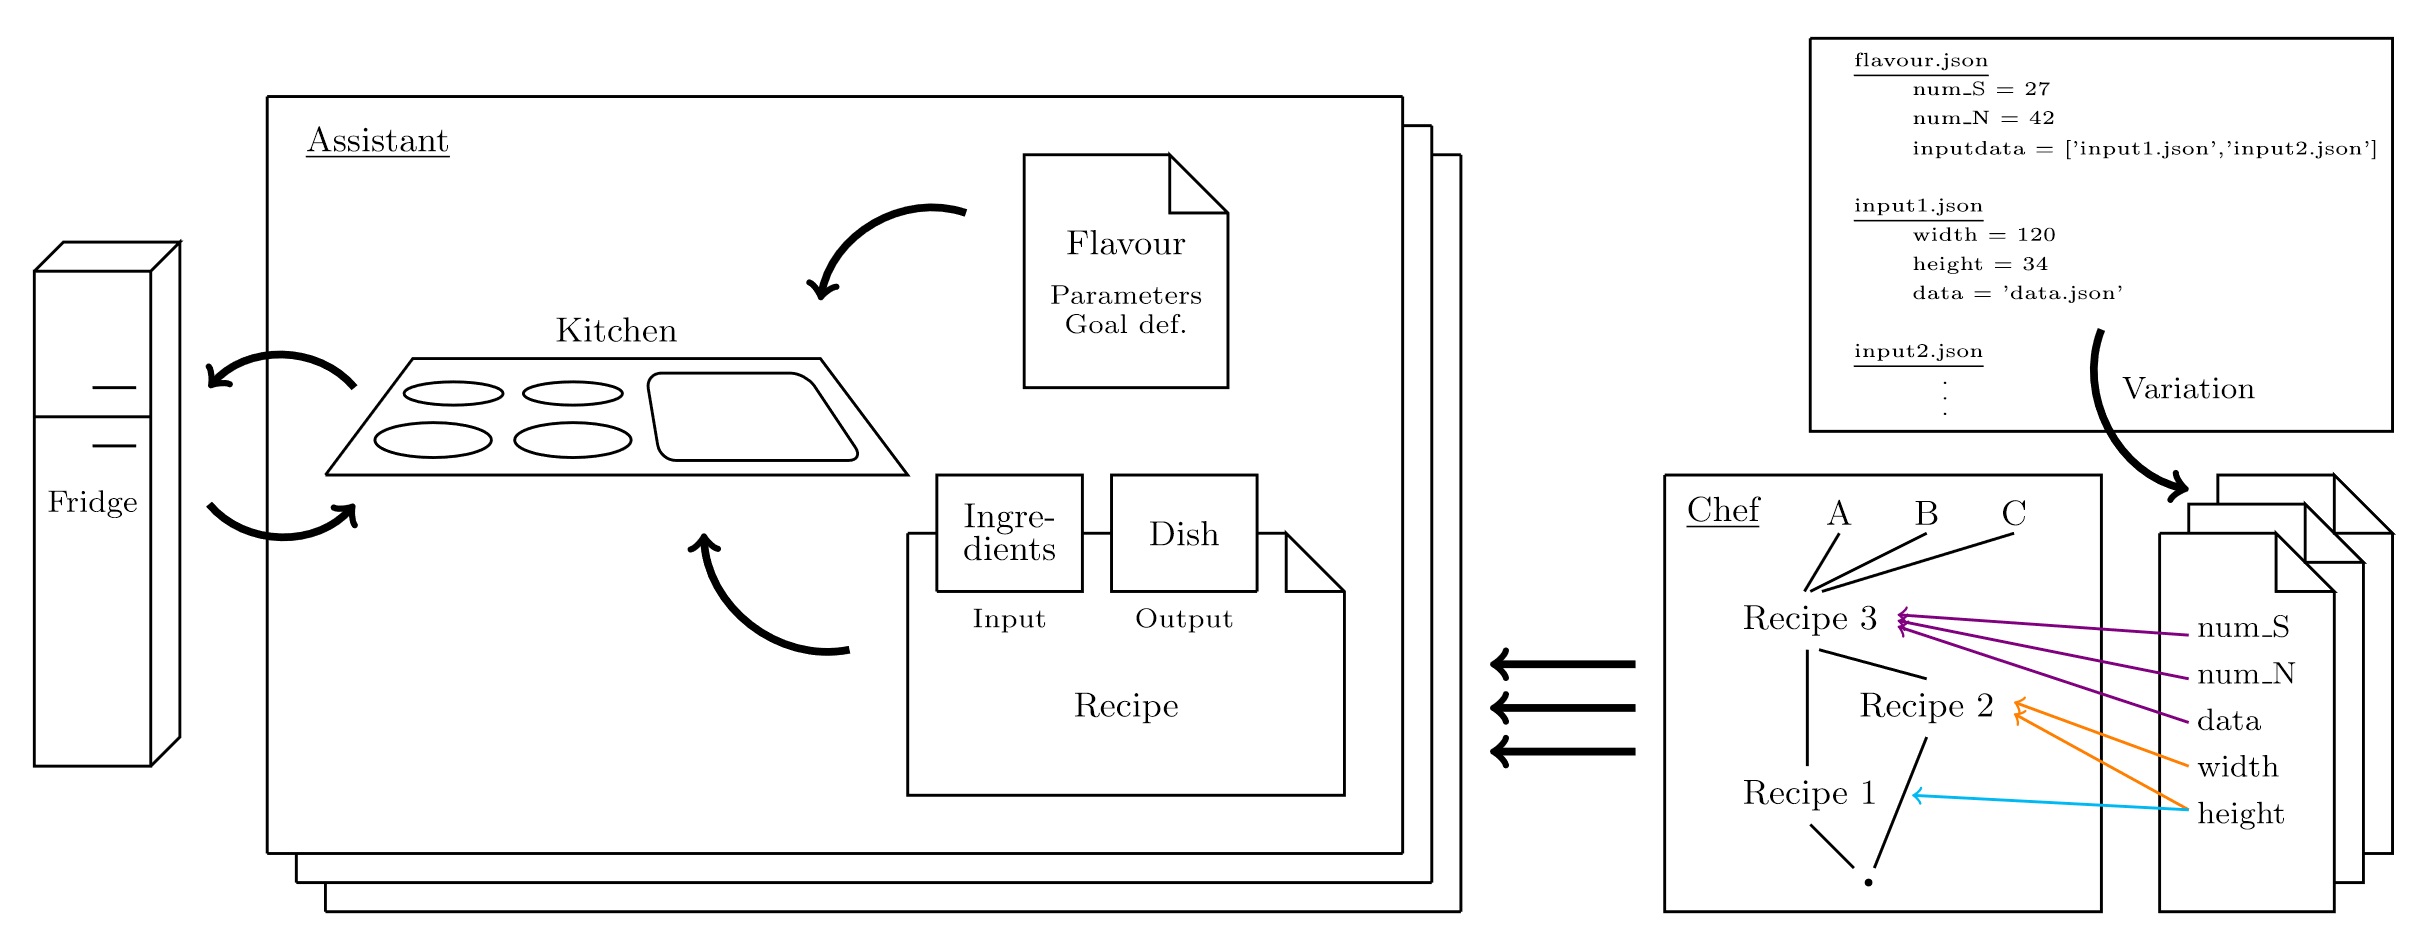 Fridge
Assistant
Kitchen
Flavour
Parameters
Goal def.
Ingre-
dients
Dish
Input
Output
Recipe
flavour.json
num_S = 27
num_N = 42
inputdata = ['input1.json','input2.json']
input1.json
width = 120
height = 34
data = 'data.json'
input2.json
.
.
.
Variation
Chef
A B C
Recipe 3
Recipe 2
Recipe 1
num_S
num_N
data
width
height